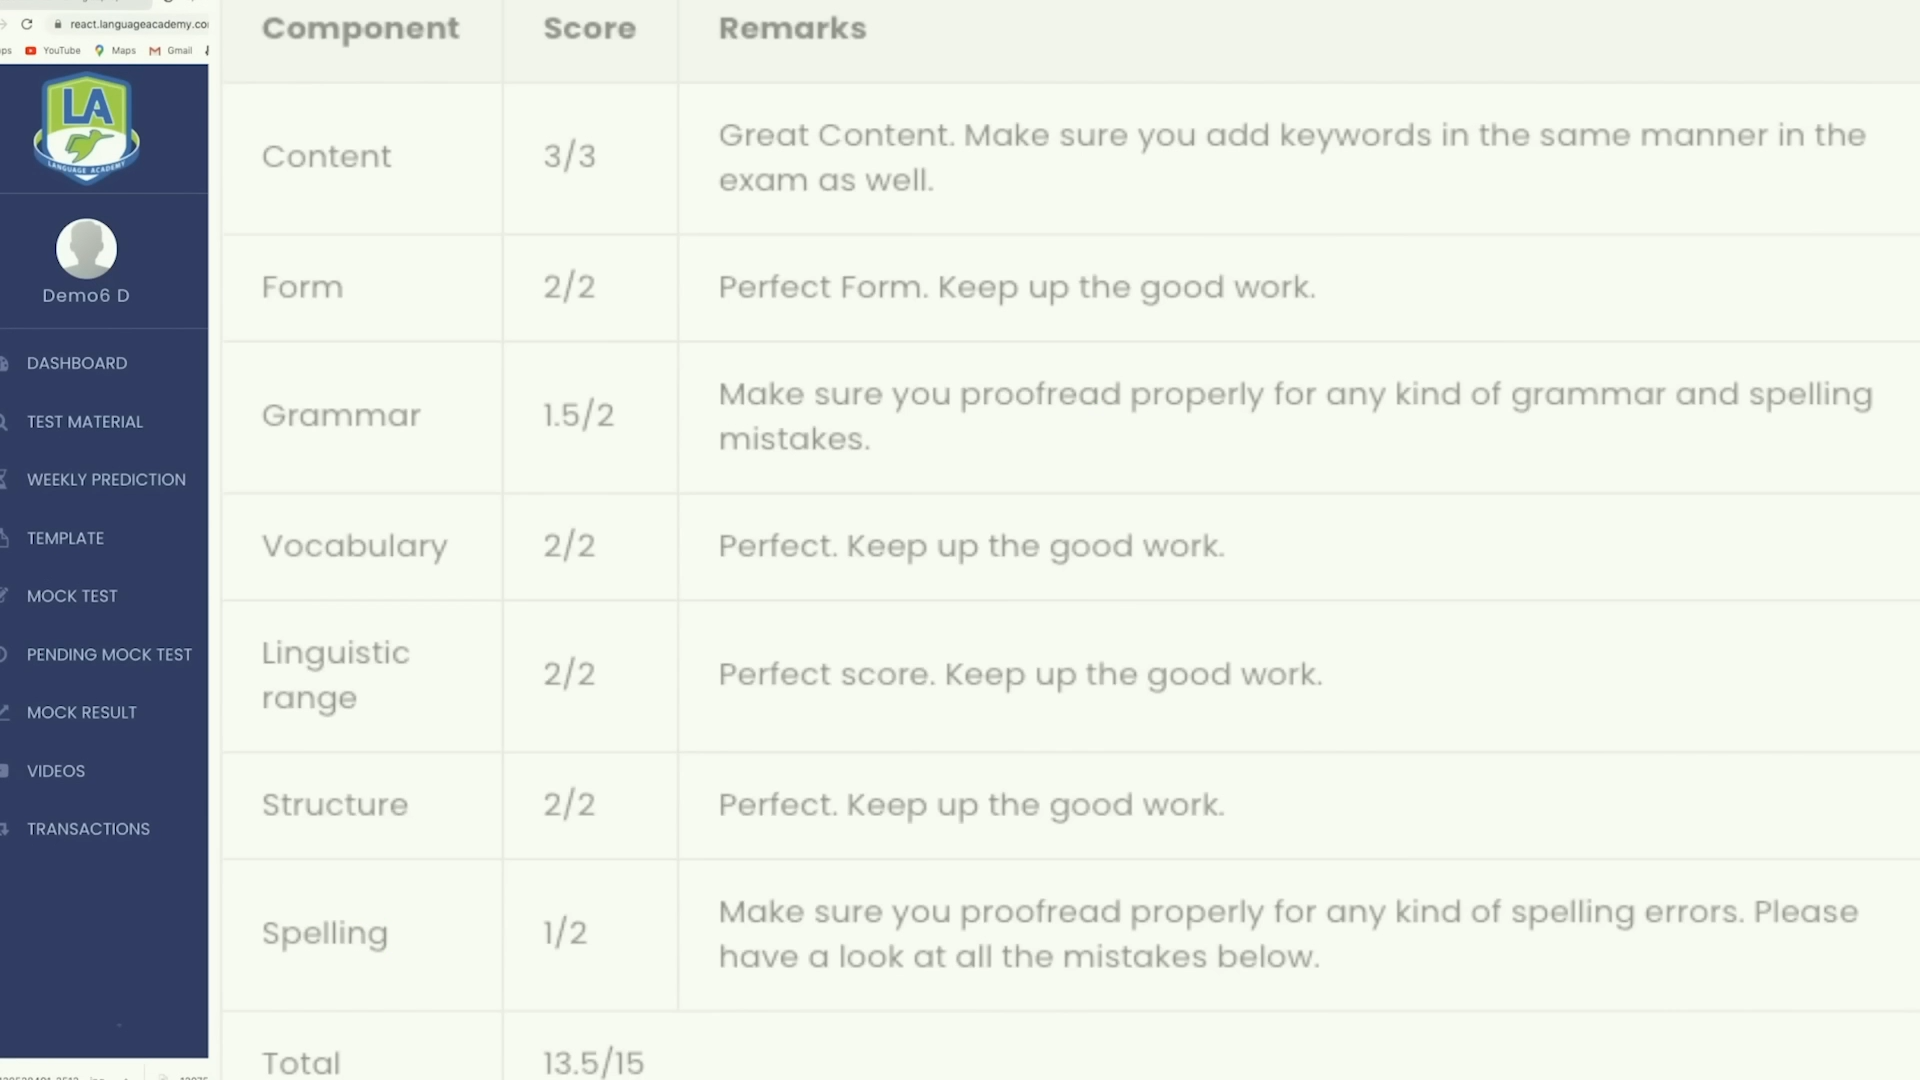 react.languageacademy.co
YouTube Maps Gmail
LA
LANGUAGE ACADEMY
Demo6 D
DASHBOARD
TEST MATERIAL
WEEKLY PREDICTION
TEMPLATE
MOCK TEST
PENDING MOCK TEST
MOCK RESULT
VIDEOS
TRANSACTIONS
Component Score Remarks
Content 3/3 Great Content. Make sure you add keywords in the same manner in the
exam as well.
Form 2/2 Perfect Form. Keep up the good work.
Grammar 1.5/2 Make sure you proofread properly for any kind of grammar and spelling
mistakes.
Vocabulary 2/2 Perfect. Keep up the good work.
Linguistic
range 2/2 Perfect score. Keep up the good work.
Structure 2/2 Perfect. Keep up the good work.
Spelling 1/2 Make sure you proofread properly for any kind of spelling errors. Please
have a look at all the mistakes below.
Total 13.5/15